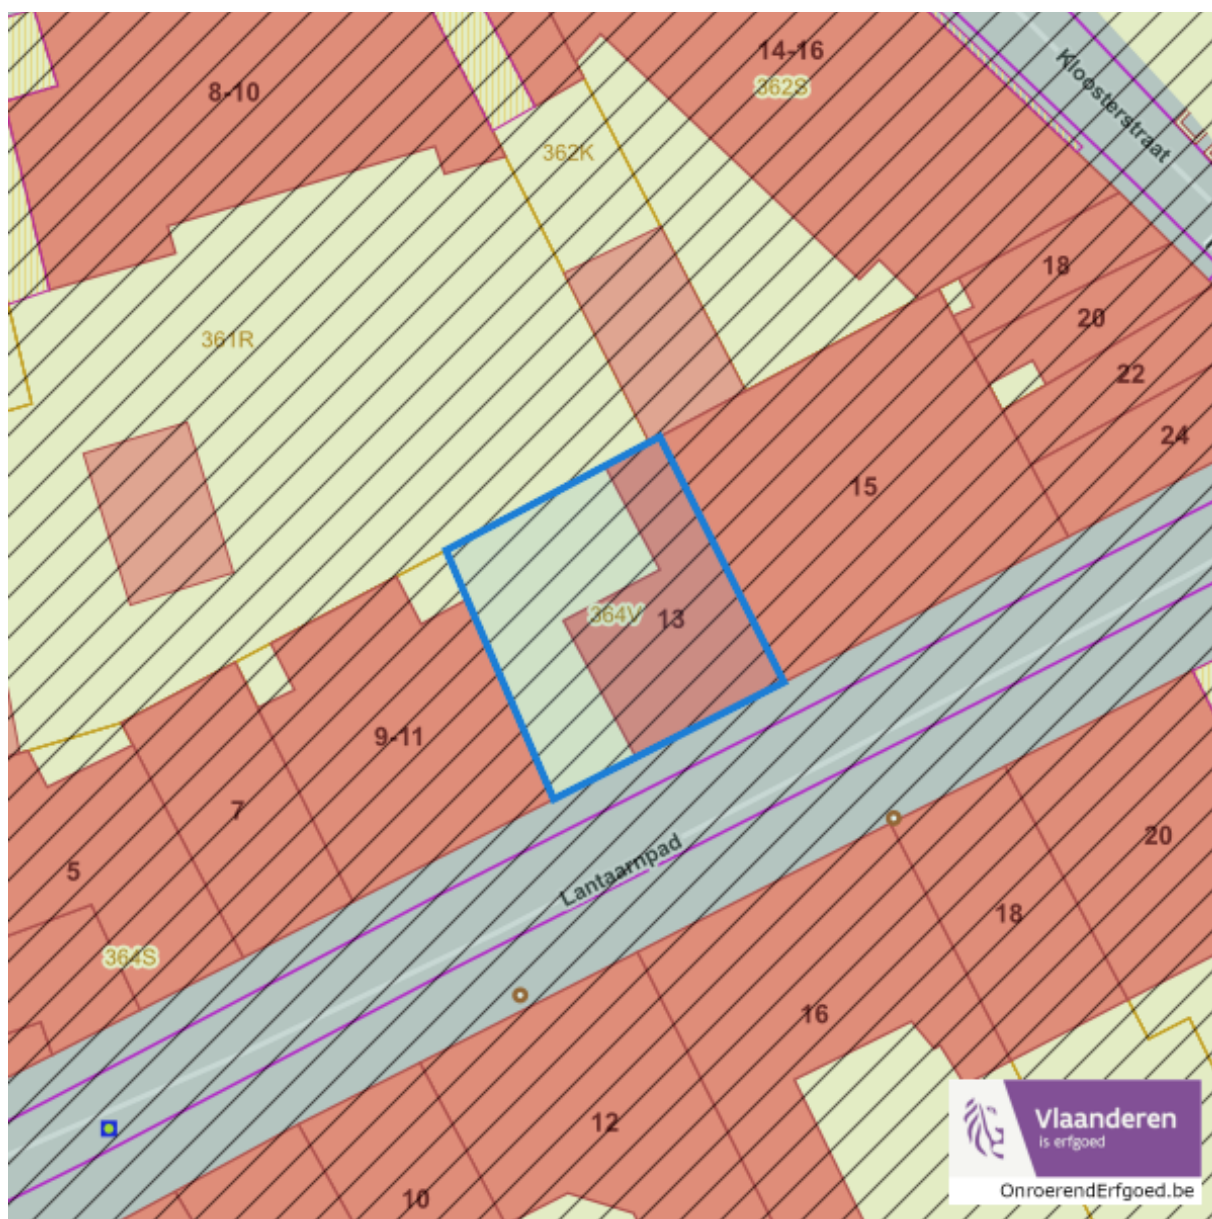 14-16
362S
8-10
Kloosterstraat
362K
18
20
361R
22
24
15
364V
13
9-11
7
20
Lantaarnpad
5
18
364S
16
12
10
Vlaanderen
is erfgoed
OnroerendErfgoed.be